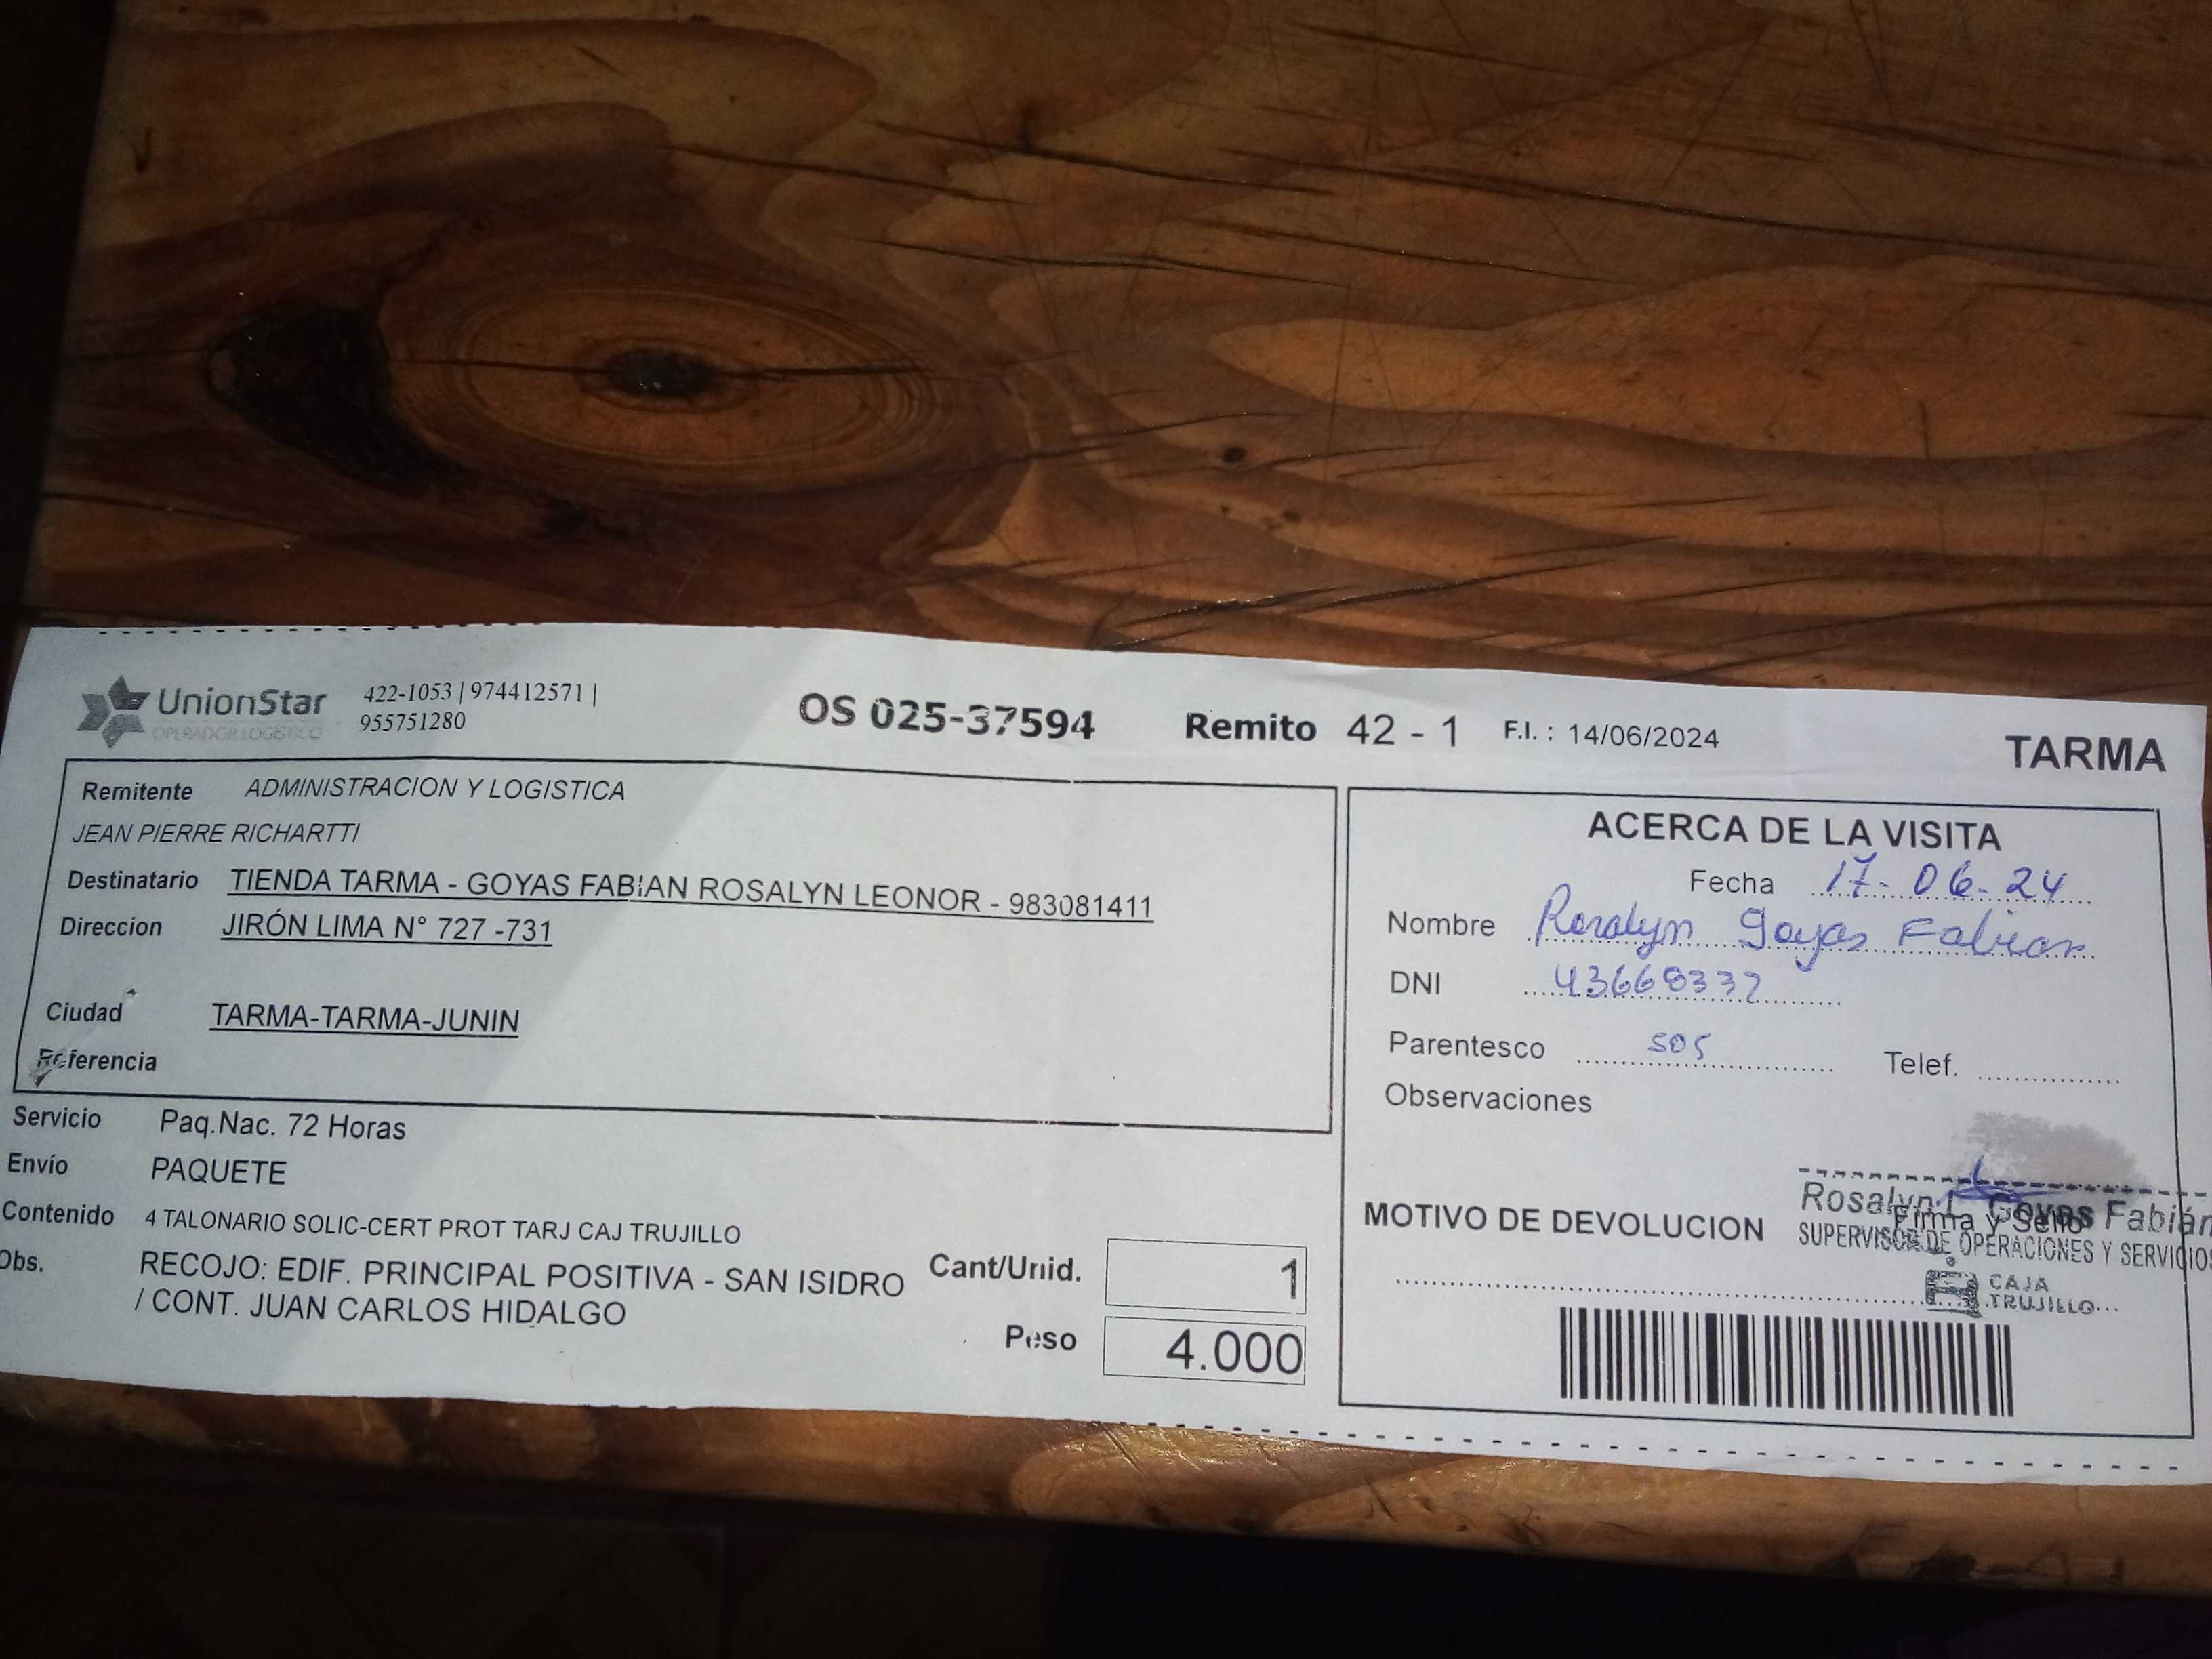 UnionStar
OPERADOR LOGISTICO
422-1053 | 974412571 |
955751280
OS 025-37594
Remito 42 - 1
F.I. : 14/06/2024
TARMA
Remitente ADMINISTRACION Y LOGISTICA
JEAN PIERRE RICHARTTI
Destinatario TIENDA TARMA - GOYAS FABIAN ROSALYN LEONOR - 983081411
Direccion JIRÓN LIMA N° 727 -731
Ciudad TARMA-TARMA-JUNIN
Referencia
Servicio Paq.Nac. 72 Horas
Envío PAQUETE
Contenido 4 TALONARIO SOLIC-CERT PROT TARJ CAJ TRUJILLO
Obs. RECOJO: EDIF. PRINCIPAL POSITIVA - SAN ISIDRO
/ CONT. JUAN CARLOS HIDALGO
Cant/Unid. 1
Peso 4.000
ACERCA DE LA VISITA
Fecha 17-06-24
Nombre Rosalyn Goyas Fabian
DNI 43668332
Parentesco SOS Telef.
Observaciones
MOTIVO DE DEVOLUCION
Rosalyn L. Goyas Fabián
Firma y Sello
SUPERVISOR DE OPERACIONES Y SERVICIOS
CAJA
TRUJILLO